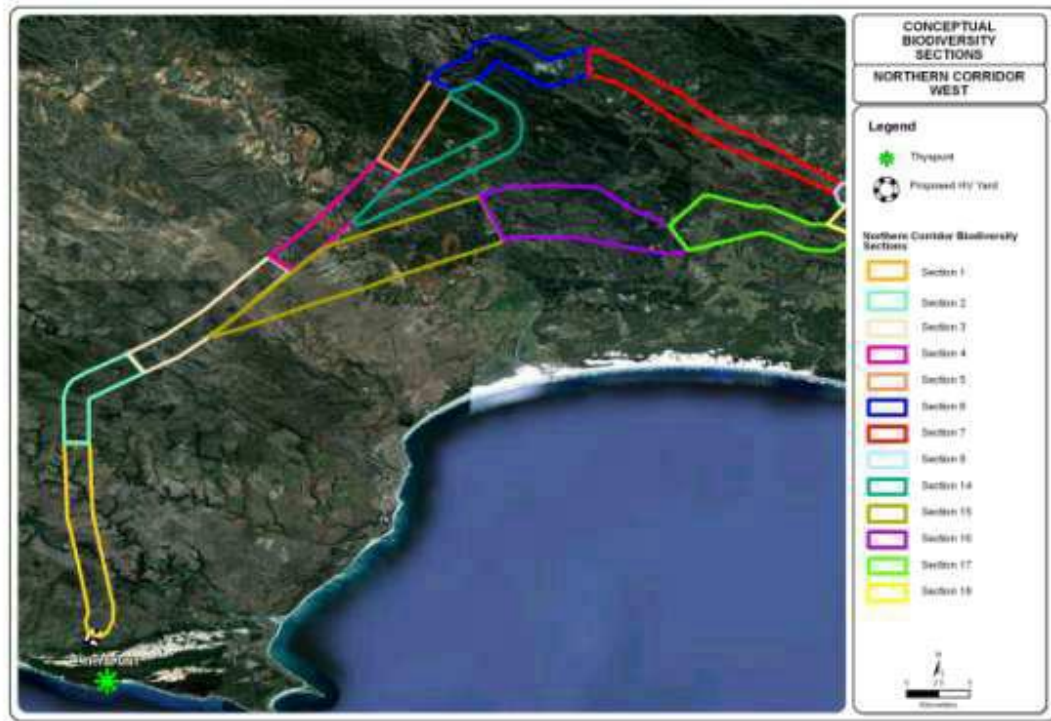 CONCEPTUAL
BIODIVERSITY
SECTIONS
NORTHERN CORRIDOR
WEST
Legend
Thyspunt
Proposed HV Yard
Northern Corridor Biodiversity
Sections
Section 1
Section 2
Section 3
Section 4
Section 5
Section 6
Section 7
Section 8
Section 14
Section 15
Section 16
Section 17
Section 18
N
Kilometers